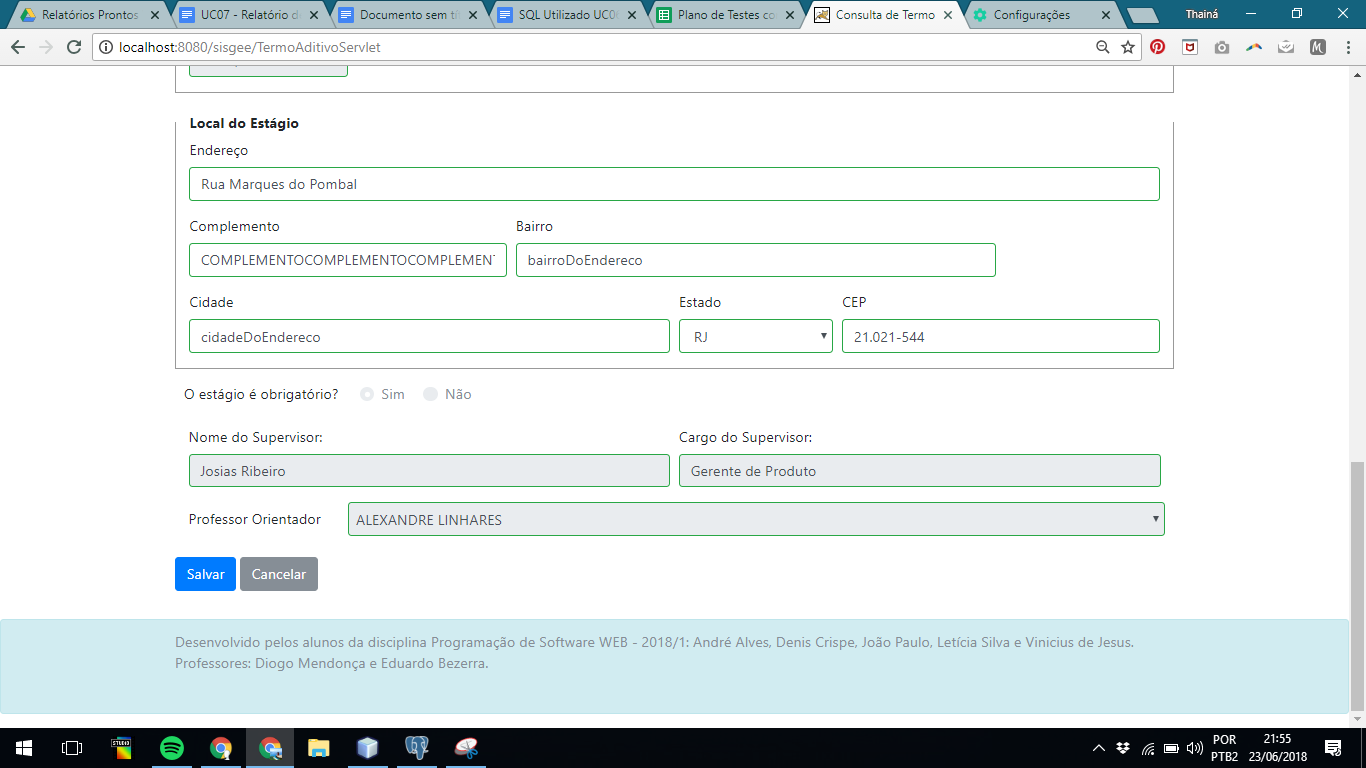 Relatórios Prontos
UC07 - Relatório d
Documento sem tí
SQL Utilizado UC0
Plano de Testes co
Consulta de Termo
Configurações
Thainá
localhost:8080/sisgee/TermoAditivoServlet
Local do Estágio
Endereço
Rua Marques do Pombal
Complemento Bairro
COMPLEMENTOCOMPLEMENTOCOMPLEMENT bairroDoEndereco
Cidade Estado CEP
cidadeDoEndereco RJ 21.021-544
O estágio é obrigatório? Sim Não
Nome do Supervisor: Cargo do Supervisor:
Josias Ribeiro Gerente de Produto
Professor Orientador ALEXANDRE LINHARES
Salvar Cancelar
Desenvolvido pelos alunos da disciplina Programação de Software WEB - 2018/1: André Alves, Denis Crispe, João Paulo, Letícia Silva e Vinicius de Jesus.
Professores: Diogo Mendonça e Eduardo Bezerra.
STUDIO
POR
PTB2
21:55
23/06/2018